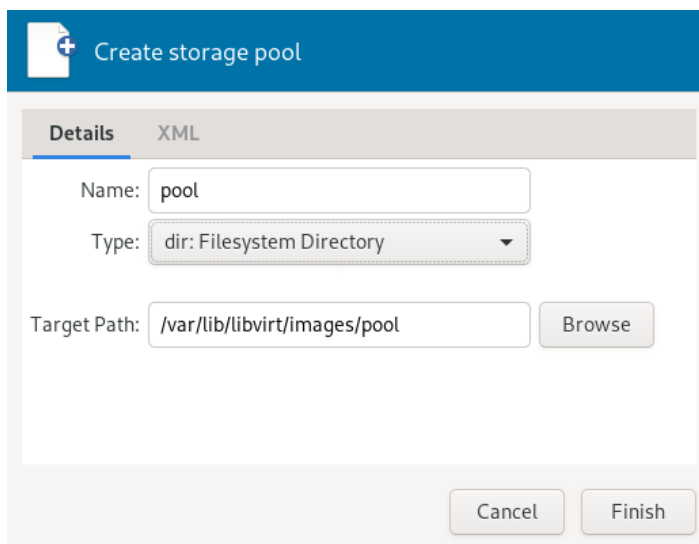 Create storage pool
Details XML
Name: pool
Type: dir: Filesystem Directory
Target Path: /var/lib/libvirt/images/pool Browse
Cancel Finish